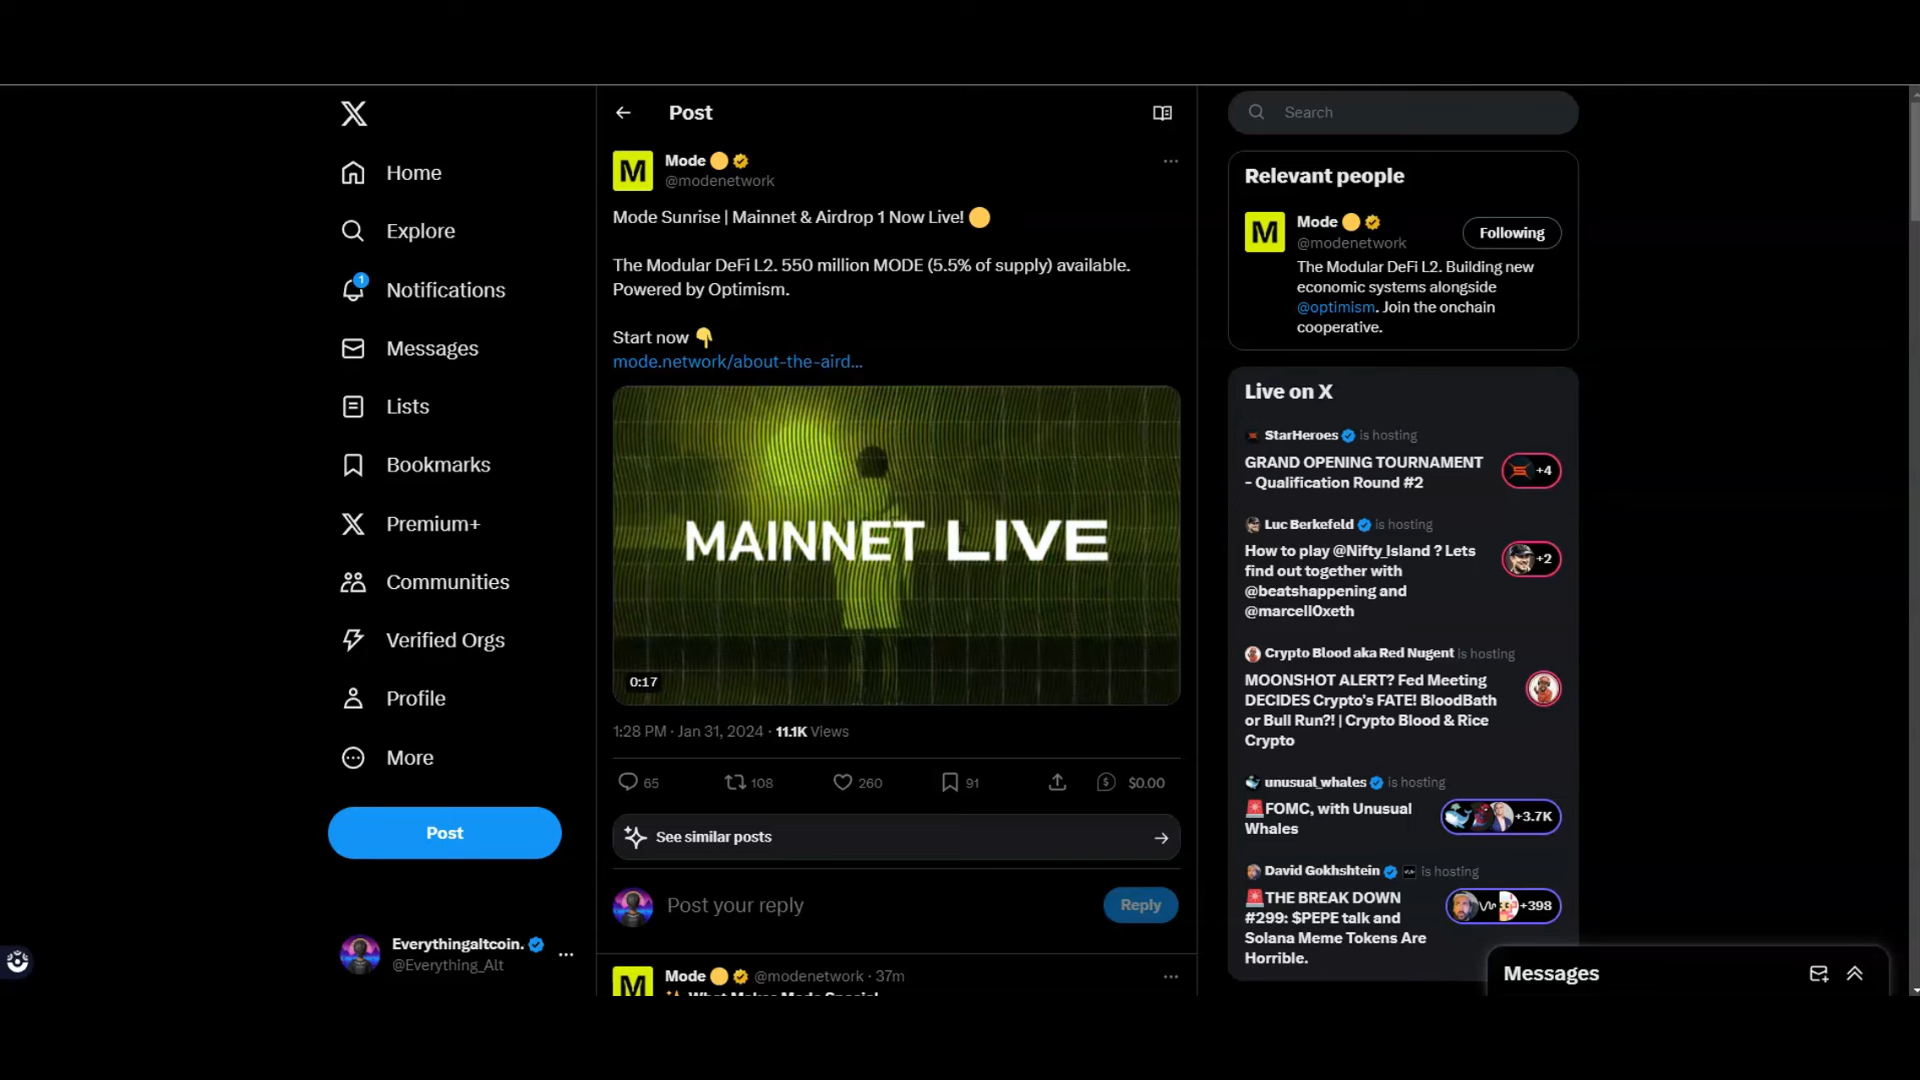 Home
Explore
1
Notifications
Messages
Lists
Bookmarks
Premium+
Communities
Verified Orgs
Profile
More
Post
Everythingaltcoin.
@Everything_Alt
Post
M
Mode
@modenetwork
Mode Sunrise | Mainnet & Airdrop 1 Now Live!
The Modular DeFi L2. 550 million MODE (5.5% of supply) available.
Powered by Optimism.
Start now
mode.network/about-the-aird...
MAINNET LIVE
0:17
1:28 PM · Jan 31, 2024 · 11.1K Views
65 108 260 91 $0.00
See similar posts
Post your reply
Reply
M
Mode @modenetwork · 37m
What Makes Mode Special
Search
Relevant people
M
Mode
@modenetwork
Following
The Modular DeFi L2. Building new
economic systems alongside
@optimism. Join the onchain
cooperative.
Live on X
StarHeroes is hosting
GRAND OPENING TOURNAMENT
- Qualification Round #2
+4
Luc Berkefeld is hosting
How to play @Nifty_Island ? Lets
find out together with
@beatshappening and
@marcell0xeth
+2
Crypto Blood aka Red Nugent is hosting
MOONSHOT ALERT? Fed Meeting
DECIDES Crypto's FATE! BloodBath
or Bull Run?! | Crypto Blood & Rice
Crypto
unusual_whales is hosting
FOMC, with Unusual
Whales
+3.7K
David Gokhshtein is hosting
THE BREAK DOWN
#299: $PEPE talk and
Solana Meme Tokens Are
Horrible.
+398
Messages